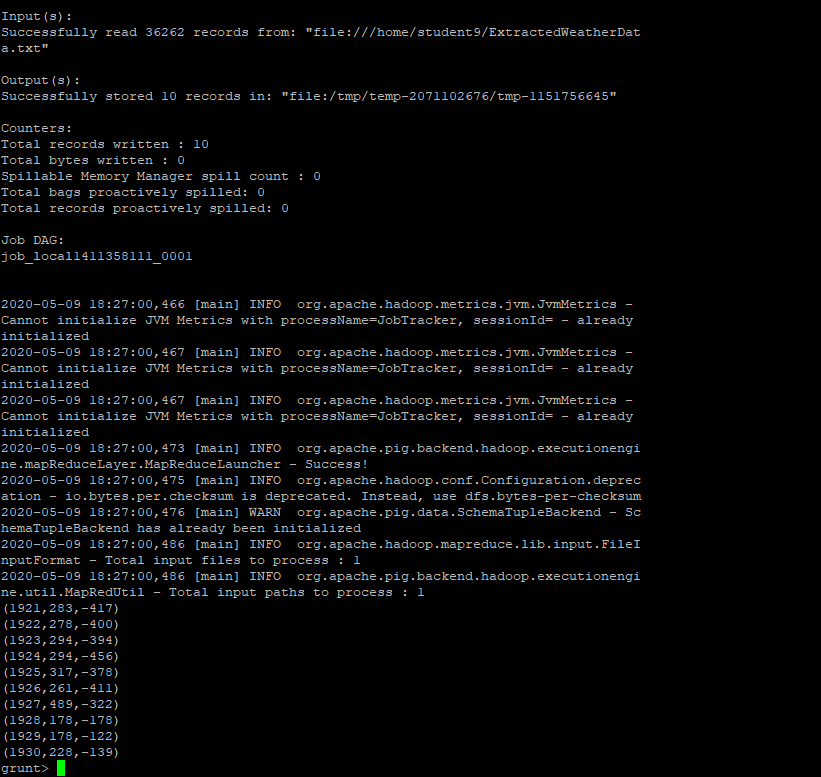 Input(s):
Successfully read 36262 records from: "file:///home/student9/ExtractedWeatherDat
a.txt"
Output(s):
Successfully stored 10 records in: "file:/tmp/temp-2071102676/tmp-1151756645"
Counters:
Total records written : 10
Total bytes written : 0
Spillable Memory Manager spill count : 0
Total bags proactively spilled: 0
Total records proactively spilled: 0
Job DAG:
job_local1411358111_0001
2020-05-09 18:27:00,466 [main] INFO  org.apache.hadoop.metrics.jvm.JvmMetrics -
Cannot initialize JVM Metrics with processName=JobTracker, sessionId= - already
initialized
2020-05-09 18:27:00,467 [main] INFO  org.apache.hadoop.metrics.jvm.JvmMetrics -
Cannot initialize JVM Metrics with processName=JobTracker, sessionId= - already
initialized
2020-05-09 18:27:00,467 [main] INFO  org.apache.hadoop.metrics.jvm.JvmMetrics -
Cannot initialize JVM Metrics with processName=JobTracker, sessionId= - already
initialized
2020-05-09 18:27:00,473 [main] INFO  org.apache.pig.backend.hadoop.executionengi
ne.mapReduceLayer.MapReduceLauncher - Success!
2020-05-09 18:27:00,475 [main] INFO  org.apache.hadoop.conf.Configuration.deprec
ation - io.bytes.per.checksum is deprecated. Instead, use dfs.bytes-per-checksum
2020-05-09 18:27:00,476 [main] WARN  org.apache.pig.data.SchemaTupleBackend - Sc
hemaTupleBackend has already been initialized
2020-05-09 18:27:00,486 [main] INFO  org.apache.hadoop.mapreduce.lib.input.FileI
nputFormat - Total input files to process : 1
2020-05-09 18:27:00,486 [main] INFO  org.apache.pig.backend.hadoop.executionengi
ne.util.MapRedUtil - Total input paths to process : 1
(1921,283,-417)
(1922,278,-400)
(1923,294,-394)
(1924,294,-456)
(1925,317,-378)
(1926,261,-411)
(1927,489,-322)
(1928,178,-178)
(1929,178,-122)
(1930,228,-139)
grunt>